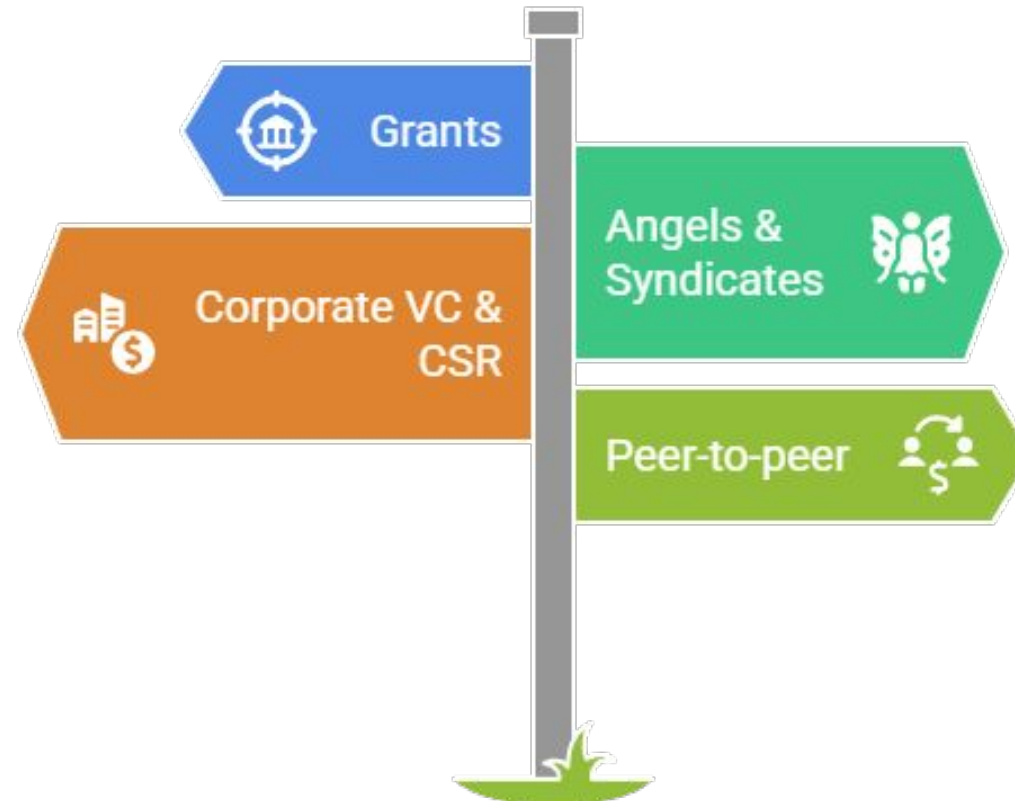 Grants
Angels &
Syndicates
Corporate VC &
CSR
Peer-to-peer